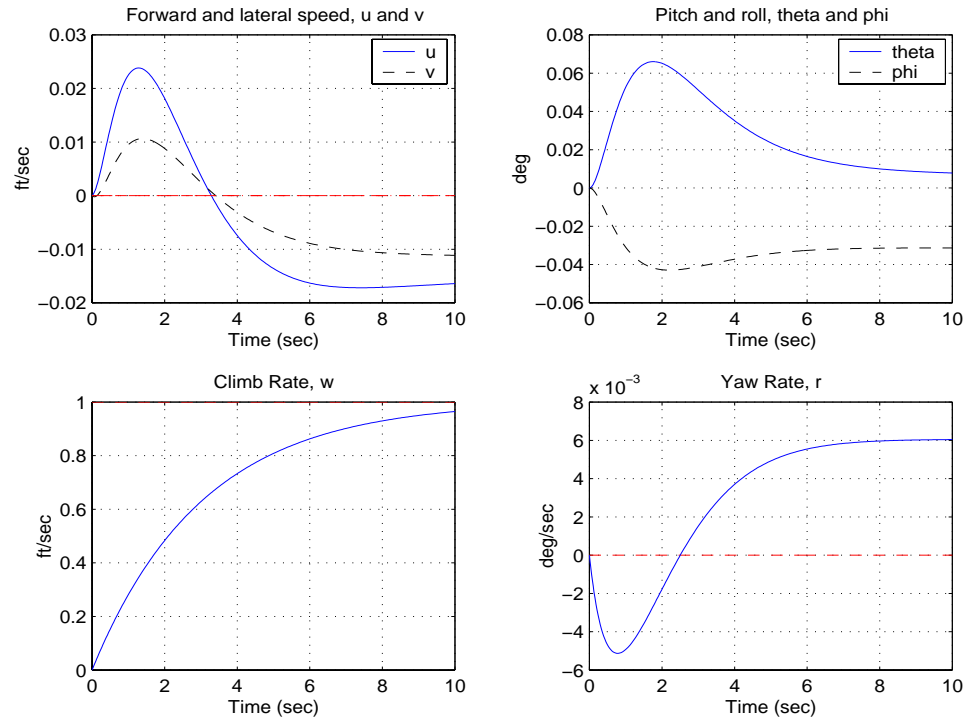 Forward and lateral speed, u and v
0.03
0.02
0.01
0
−0.01
−0.02
ft/sec
u
v
0 2 4 6 8 10
Time (sec)
Pitch and roll, theta and phi
0.08
0.06
0.04
0.02
0
−0.02
−0.04
−0.06
deg
theta
phi
0 2 4 6 8 10
Time (sec)
Climb Rate, w
1
0.8
0.6
0.4
0.2
0
ft/sec
0 2 4 6 8 10
Time (sec)
Yaw Rate, r
x 10⁻³
8
6
4
2
0
−2
−4
−6
deg/sec
0 2 4 6 8 10
Time (sec)